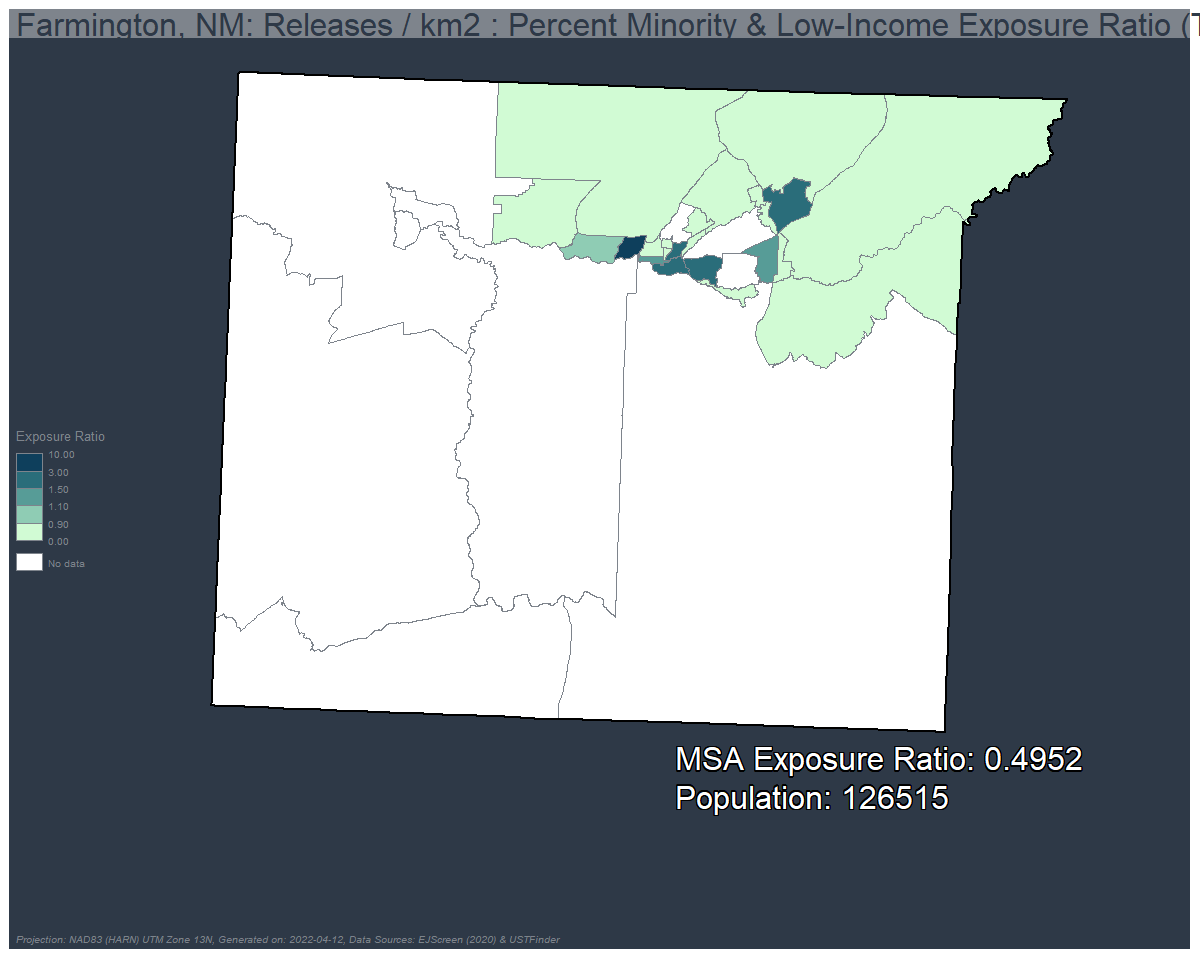 Farmington, NM: Releases / km2 : Percent Minority & Low-Income Exposure Ratio (T
Exposure Ratio
10.00
3.00
1.50
1.10
0.90
0.00
No data
MSA Exposure Ratio: 0.4952
Population: 126515
Projection: NAD83 (HARN) UTM Zone 13N, Generated on: 2022-04-12, Data Sources: EJScreen (2020) & USTFinder